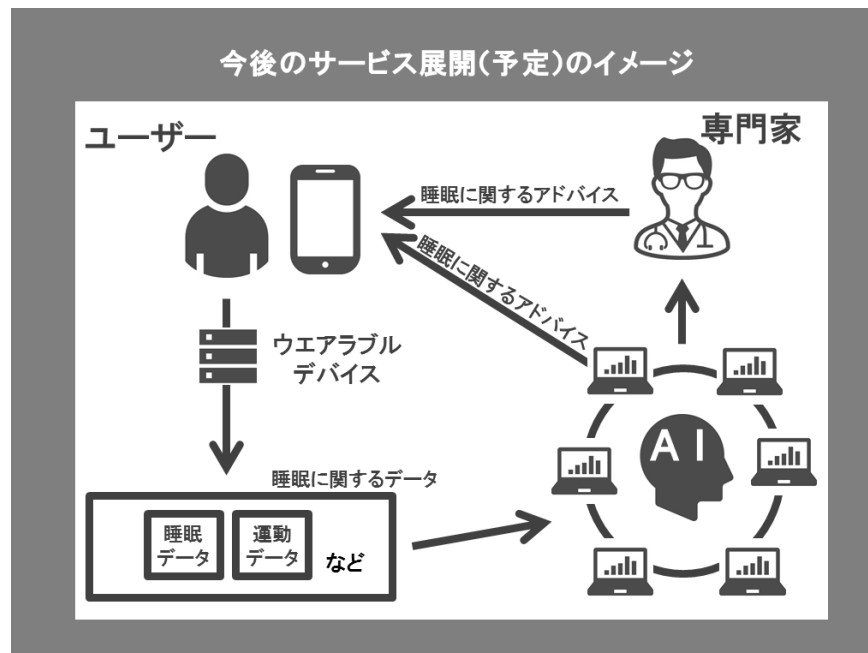 今後のサービス展開(予定)のイメージ
ユーザー
専門家
睡眠に関するアドバイス
睡眠に関するアドバイス
ウエアラブル
デバイス
睡眠に関するデータ
睡眠
データ
運動
データ
など
AI